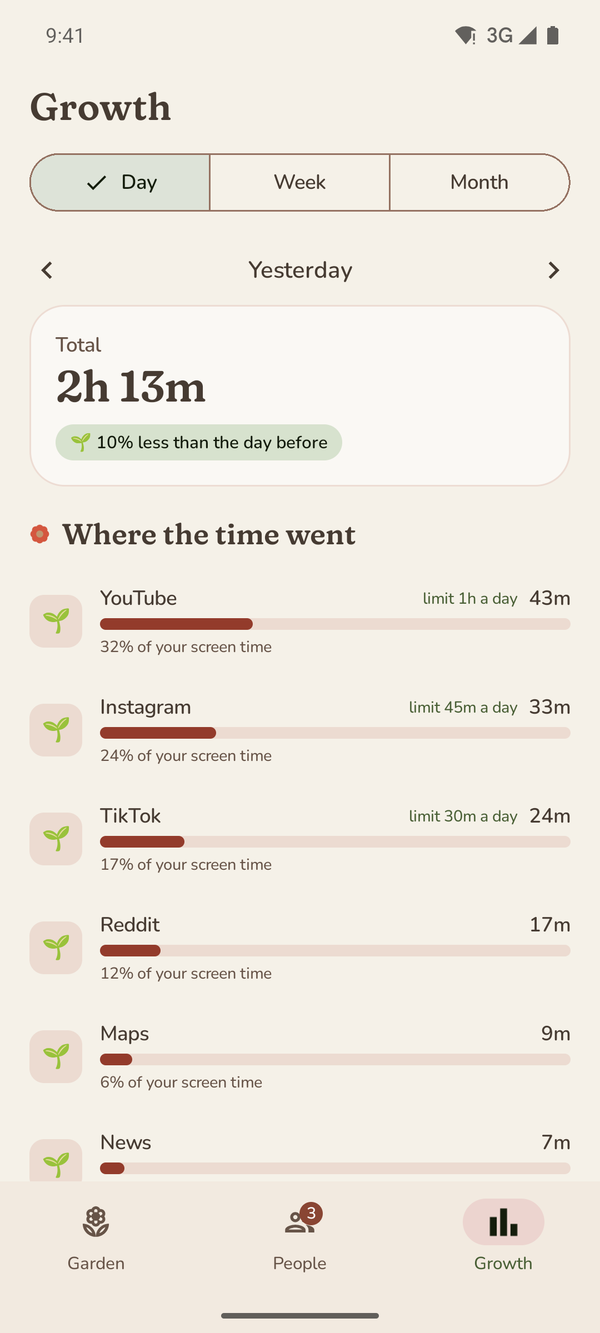 9:41
3G
Growth
Day
Week
Month
Yesterday
Total
2h 13m
10% less than the day before
Where the time went
YouTube
limit 1h a day 43m
32% of your screen time
Instagram
limit 45m a day 33m
24% of your screen time
TikTok
limit 30m a day 24m
17% of your screen time
Reddit
17m
12% of your screen time
Maps
9m
6% of your screen time
News
7m
3
Garden
People
Growth